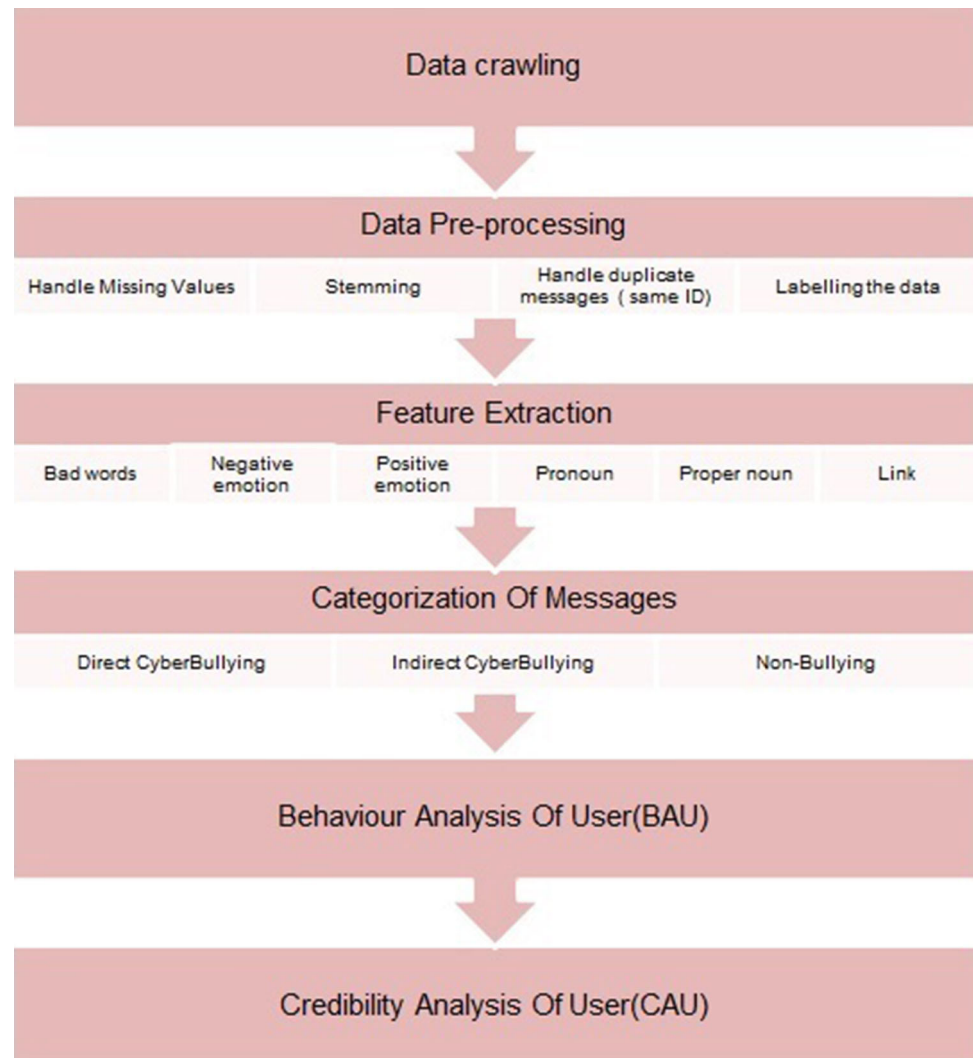 Data crawling
Data Pre-processing
Handle Missing Values
Stemming
Handle duplicate
messages ( same ID)
Labelling the data
Feature Extraction
Bad words
Negative
emotion
Positive
emotion
Pronoun
Proper noun
Link
Categorization Of Messages
Direct CyberBullying
Indirect CyberBullying
Non-Bullying
Behaviour Analysis Of User(BAU)
Credibility Analysis Of User(CAU)